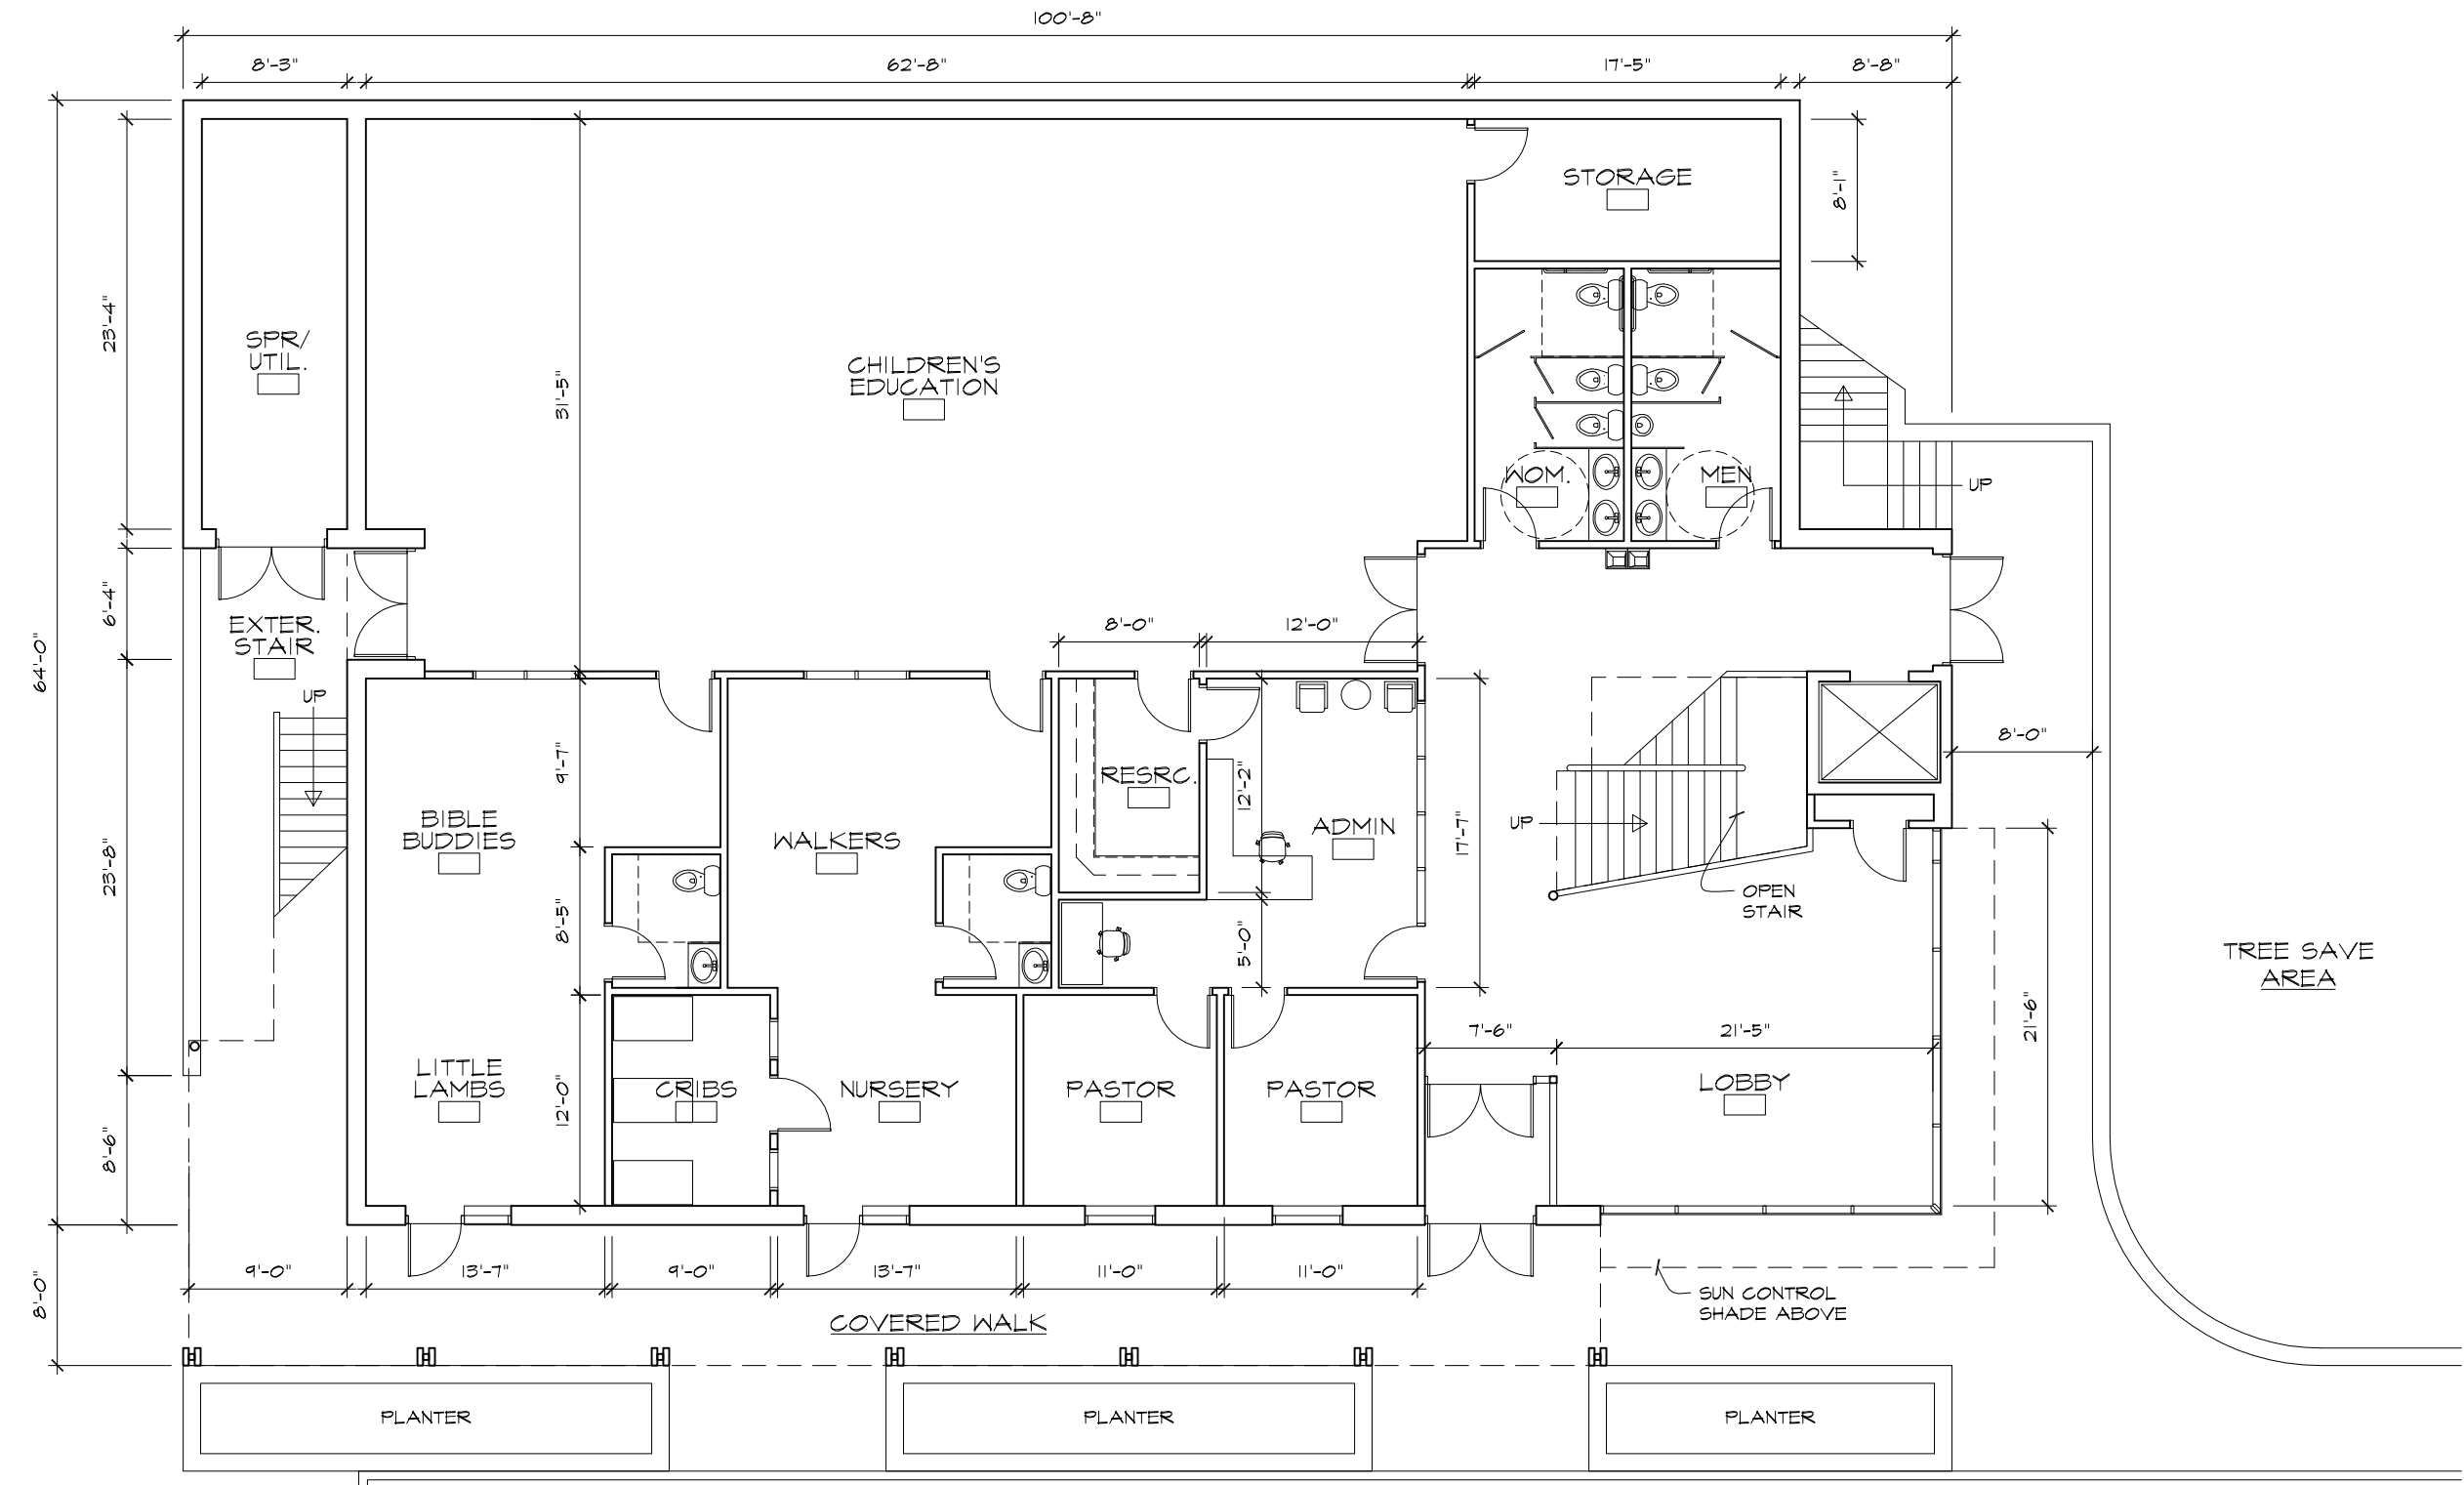 100'-8"
8'-3"
62'-8"
17'-5"
8'-8"
STORAGE
8'-1"
23'-4"
SPR/
UTIL.
31'-5"
CHILDREN'S
EDUCATION
WOM.
MEN
UP
6'-4"
64'-0"
EXTER.
STAIR
UP
8'-0"
12'-0"
9'-7"
RESRC.
12'-2"
ADMIN
17'-7"
UP
8'-0"
BIBLE
BUDDIES
WALKERS
23'-8"
OPEN
STAIR
8'-5"
5'-0"
TREE SAVE
AREA
7'-6"
21'-5"
21'-6"
LITTLE
LAMBS
12'-0"
CRIBS
NURSERY
PASTOR
PASTOR
LOBBY
8'-6"
8'-0"
9'-0"
13'-7"
9'-0"
13'-7"
11'-0"
11'-0"
SUN CONTROL
SHADE ABOVE
COVERED WALK
PLANTER
PLANTER
PLANTER